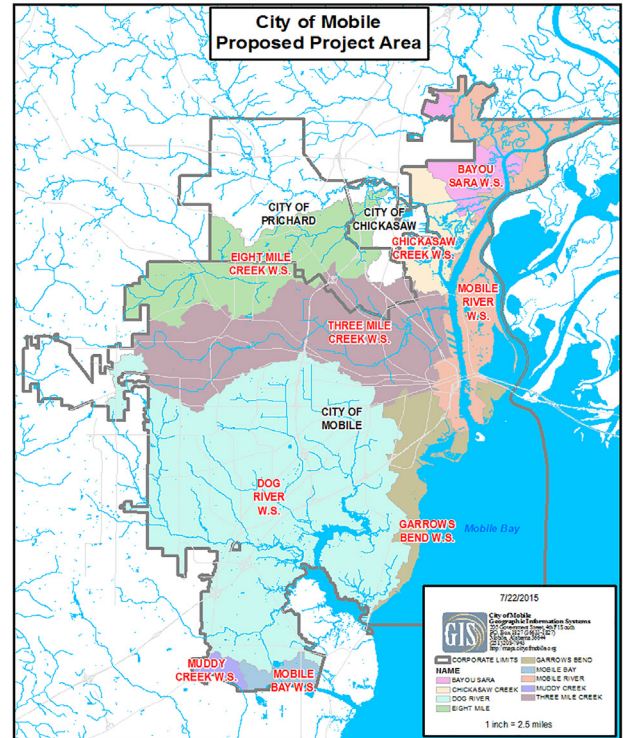 City of Mobile
Proposed Project Area
BAYOU
SARA W.S.
CITY OF
PRICHARD
CITY OF
CHICKASAW
CHICKASAW
CREEK W.S.
EIGHT MILE
CREEK W.S.
MOBILE
RIVER
W.S.
THREE MILE
CREEK W.S.
CITY OF
MOBILE
DOG
RIVER
W.S.
GARROWS
BEND W.S.
Mobile Bay
MUDDY
CREEK W.S.
MOBILE
BAY W.S.
7/22/2015
GIS
City of Mobile
Geographic Information Systems
CORPORATE LIMITS
NAME
BAYOU SARA
CHICKASAW CREEK
DOG RIVER
EIGHT MILE
GARROWS BEND
MOBILE BAY
MOBILE RIVER
MUDDY CREEK
THREE MILE CREEK
1 inch = 2.5 miles